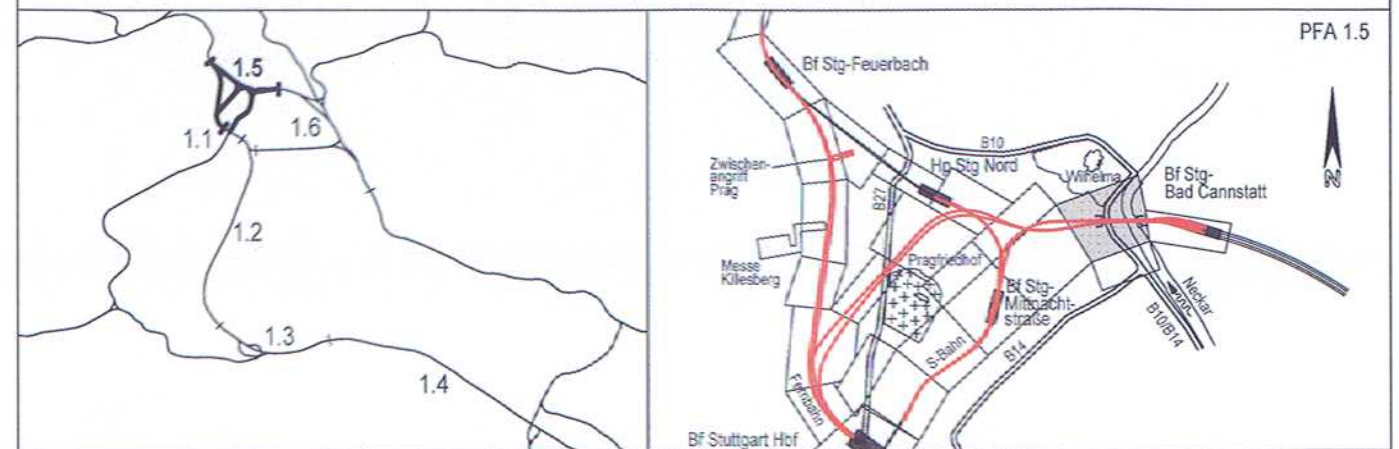 1.5
1.1
1.6
1.2
1.3
1.4
PFA 1.5
Bf Stg-Feuerbach
B10
Zwischen-
angriff
Prag
Hp Stg Nord
Wilhelma
Bf Stg-
Bad Cannstatt
N
B27
Messe
Killesberg
Pragfriedhof
Bf Stg-
Mittnacht-
straße
Neckar
B10/B14
S-Bahn
B14
Fernbahn
Bf Stuttgart Hbf